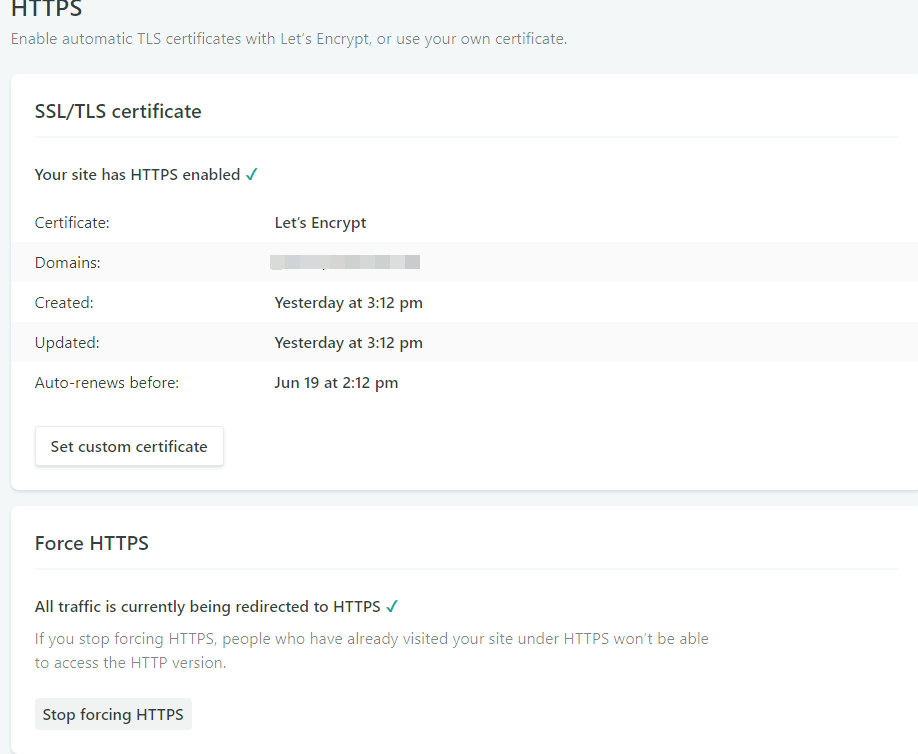 HTTPS
Enable automatic TLS certificates with Let’s Encrypt, or use your own certificate.
SSL/TLS certificate
Your site has HTTPS enabled ✓
Certificate: Let’s Encrypt
Domains:
Created: Yesterday at 3:12 pm
Updated: Yesterday at 3:12 pm
Auto-renews before: Jun 19 at 2:12 pm
Set custom certificate
Force HTTPS
All traffic is currently being redirected to HTTPS ✓
If you stop forcing HTTPS, people who have already visited your site under HTTPS won’t be able
to access the HTTP version.
Stop forcing HTTPS